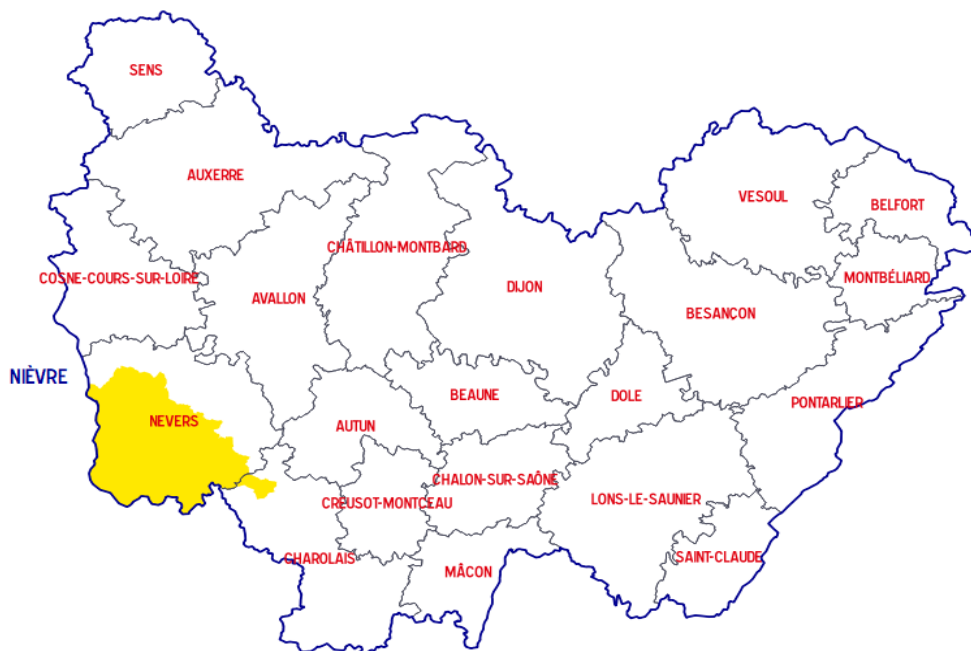 SENS
AUXERRE
VESOUL
BELFORT
CHÂTILLON-MONTBARD
COSNE-COURS-SUR-LOIRE
MONTBÉLIARD
AVALLON
DIJON
BESANÇON
NIÈVRE
BEAUNE
DOLE
PONTARLIER
NEVERS
AUTUN
CHALON-SUR-SAÔNE
CREUSOT-MONTCEAU
LONS-LE-SAUNIER
CHAROLAIS
SAINT-CLAUDE
MÂCON